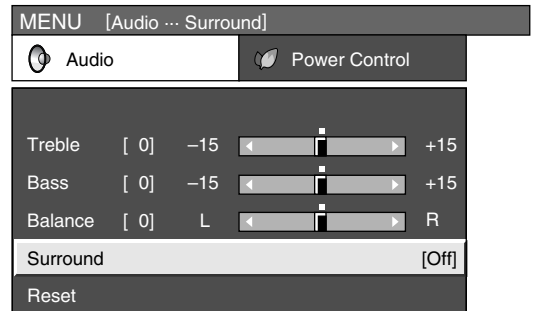 MENU [Audio ··· Surround]
Audio Power Control
Treble [ 0] –15 +15
Bass [ 0] –15 +15
Balance [ 0] L R
Surround [Off]
Reset